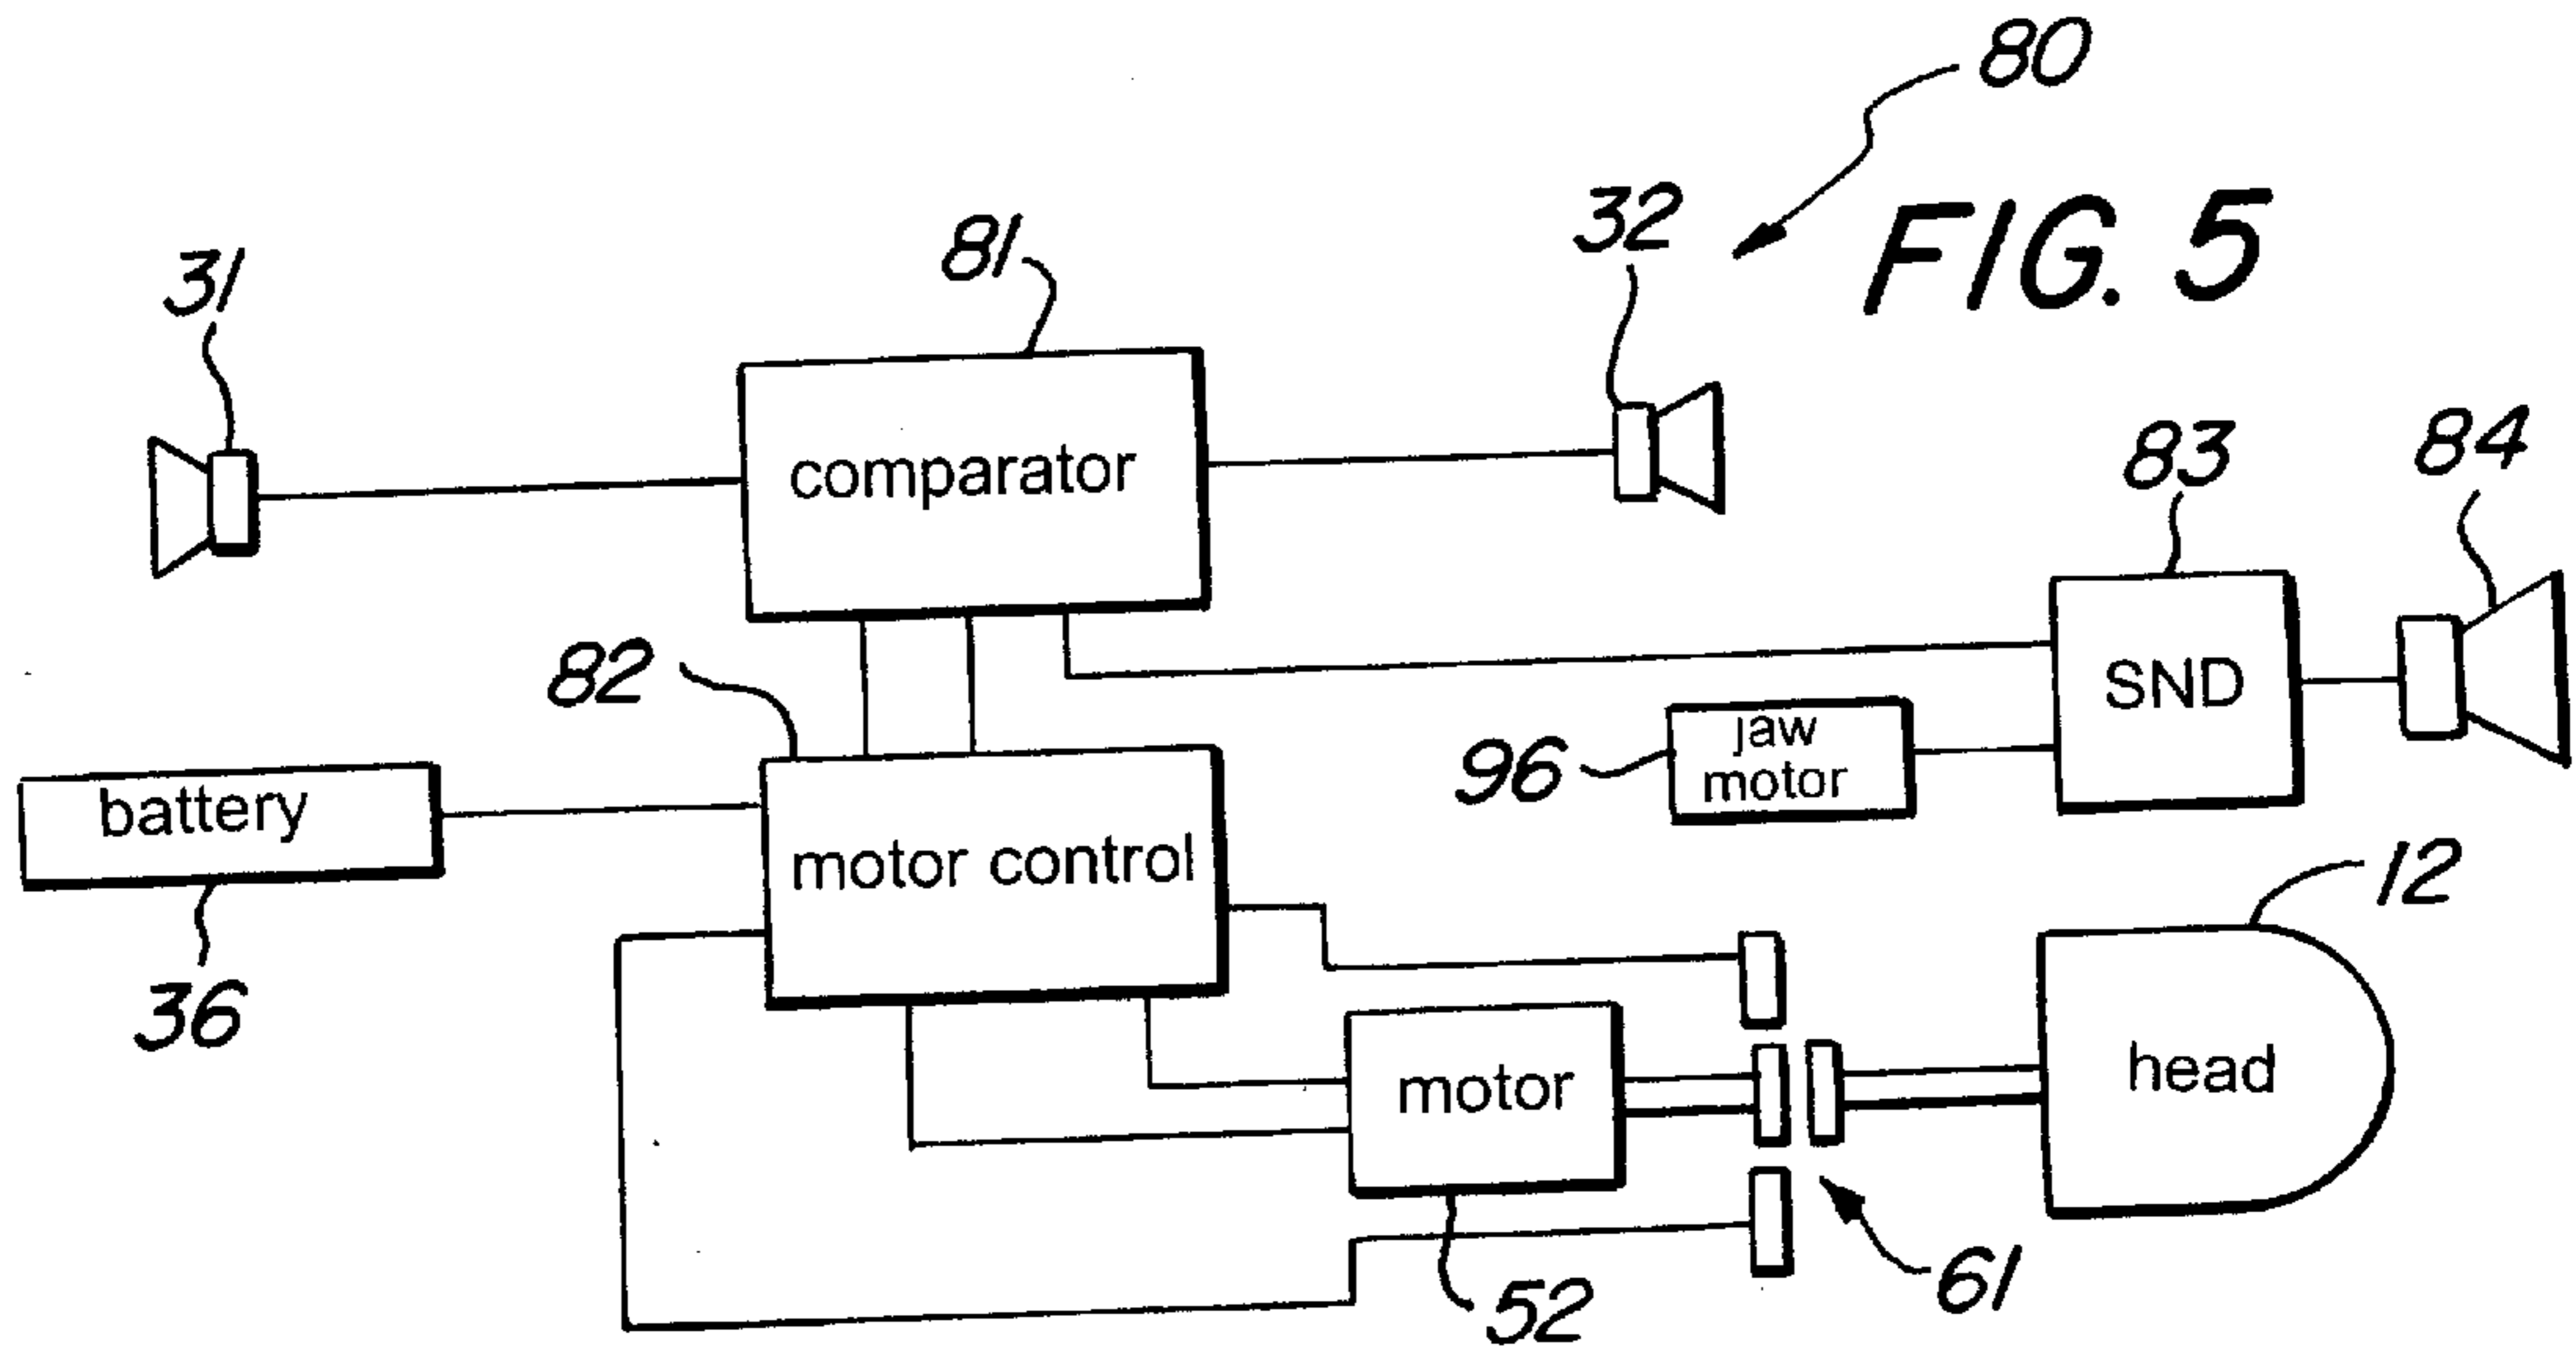 80
FIG. 5
32
81
31
84
83
comparator
82
SND
jaw
motor
96
battery
motor control
12
36
head
motor
61
52